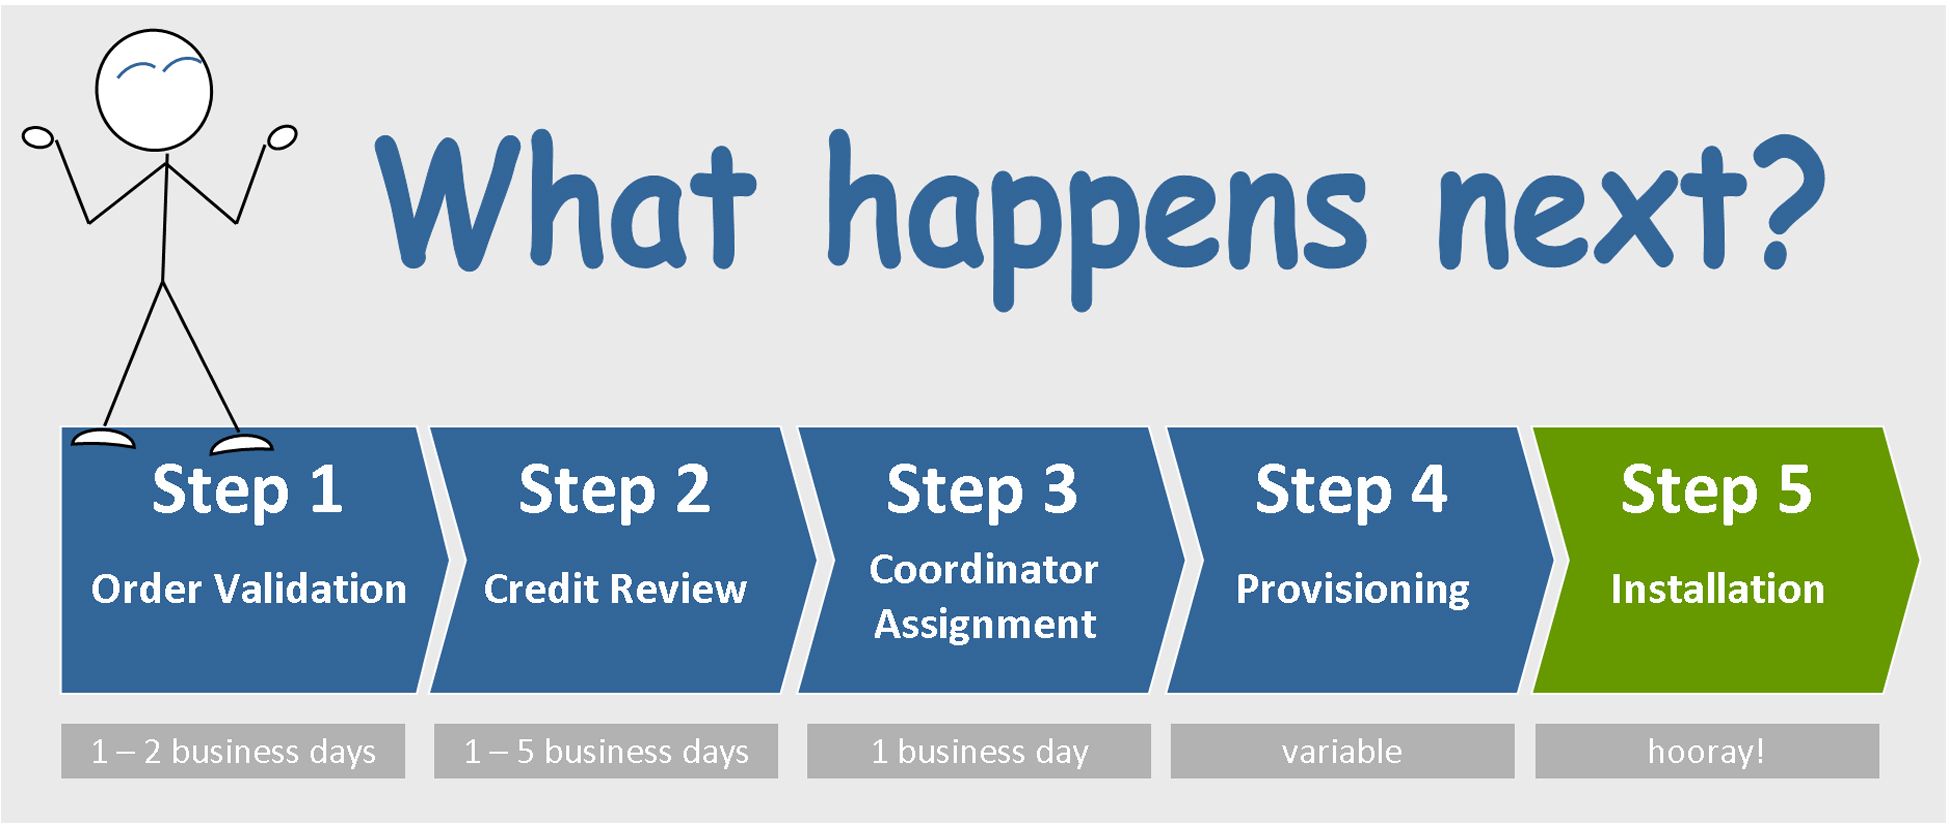 What happens next?
Step 1
Order Validation
1 – 2 business days
Step 2
Credit Review
1 – 5 business days
Step 3
Coordinator
Assignment
1 business day
Step 4
Provisioning
variable
Step 5
Installation
hooray!